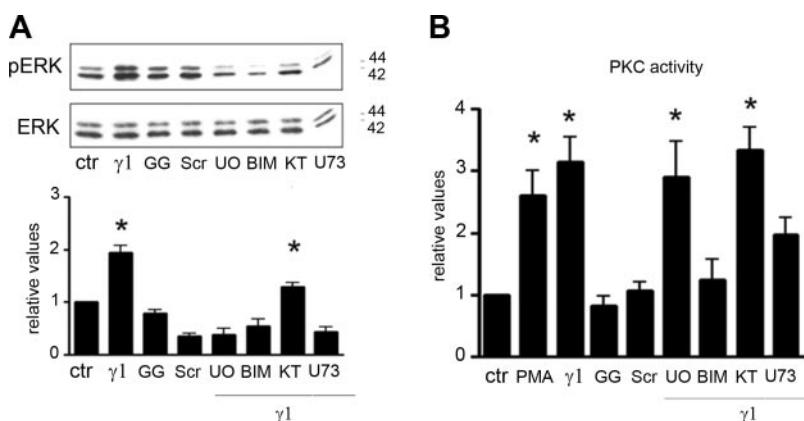 A
pERK
44
42
ERK
44
42
ctr γ1 GG Scr UO BIM KT U73
relative values
3
2
1
0
*
*
ctr γ1 GG Scr UO BIM KT U73
γ1
B
PKC activity
relative values
4
3
2
1
0
*
*
*
*
ctr PMA γ1 GG Scr UO BIM KT U73
γ1